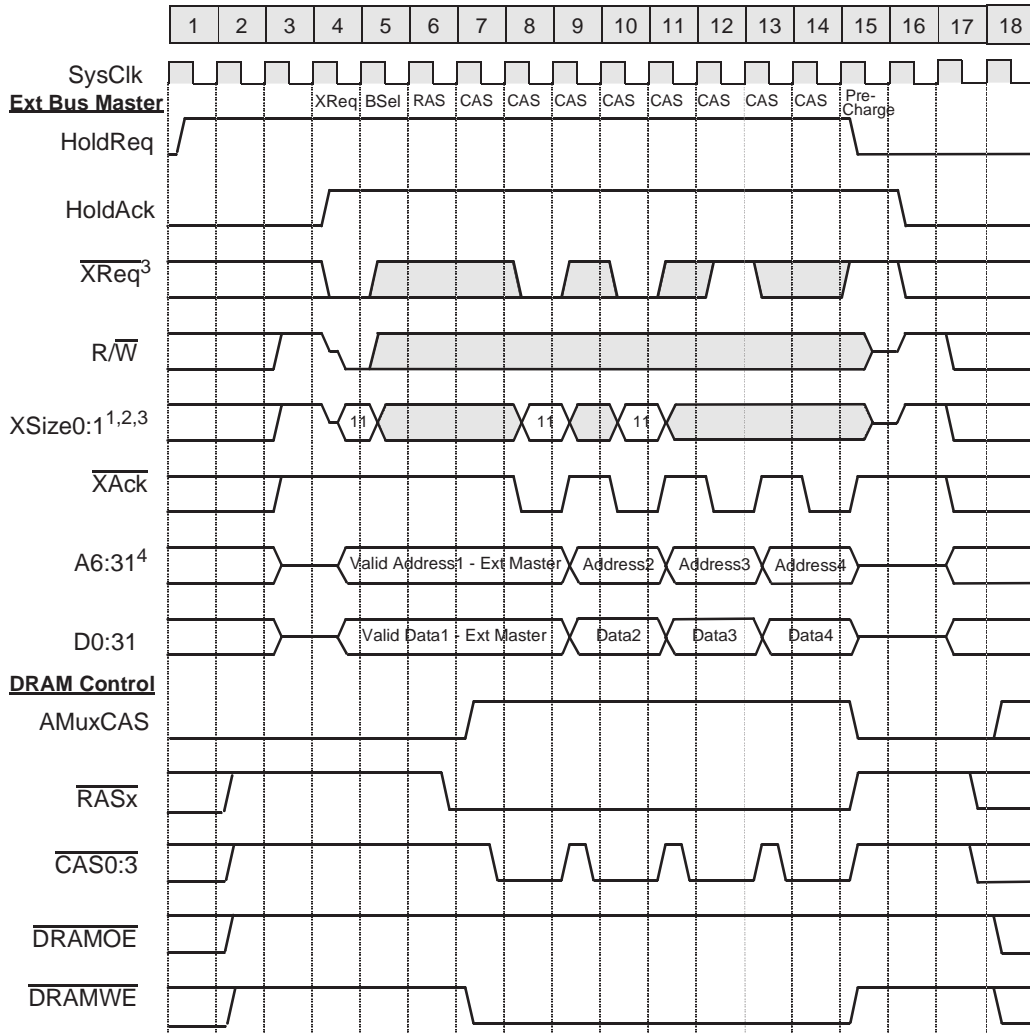 1 2 3 4 5 6 7 8 9 10 11 12 13 14 15 16 17 18
SysClk
Ext Bus Master
XReq BSel RAS CAS CAS CAS CAS CAS CAS CAS CAS Pre-
Charge
HoldReq
HoldAck
XReq3
R/W
XSize0:11,2,3
11 11 11
XAck
A6:314
Valid Address1 - Ext Master Address2 Address3 Address4
D0:31
Valid Data1 - Ext Master Data2 Data3 Data4
DRAM Control
AMuxCAS
RASx
CAS0:3
DRAMOE
DRAMWE